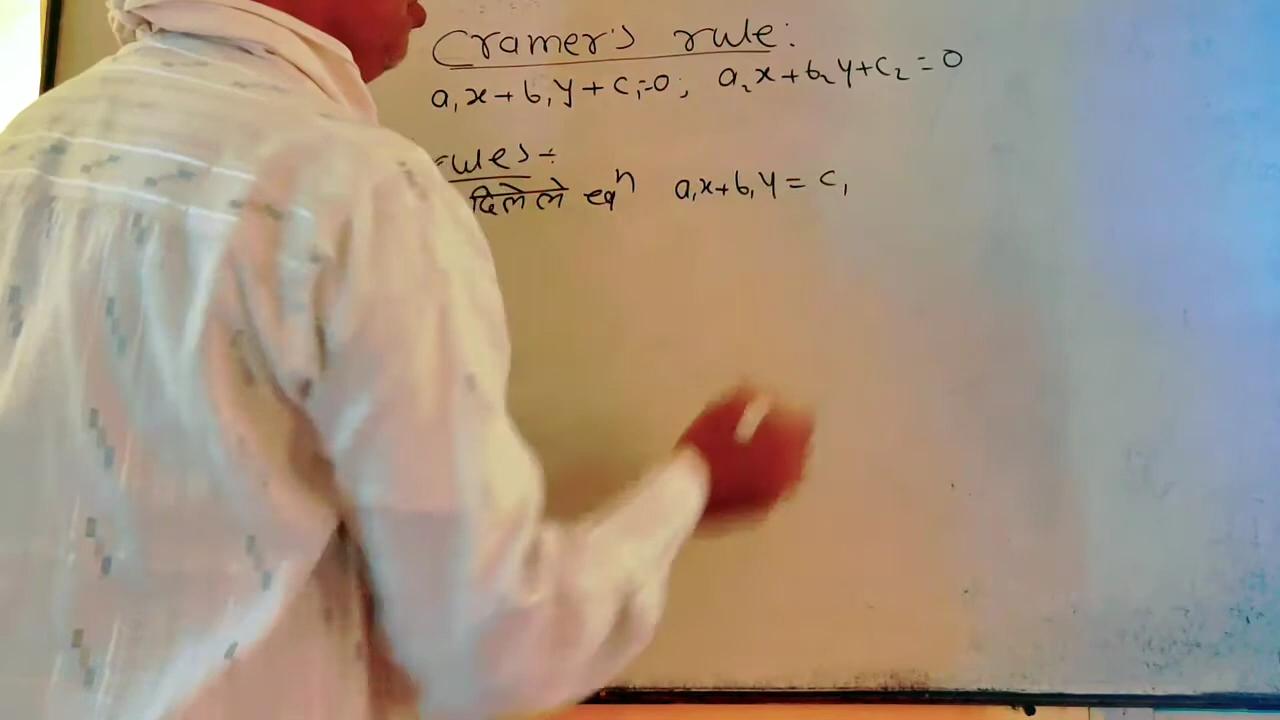 Cramer's rule:
a₁x + b₁y + c₁=0; a₂x + b₂y + c₂ = 0
rules÷
दिलेले eqⁿ a₁x + b₁y = c₁